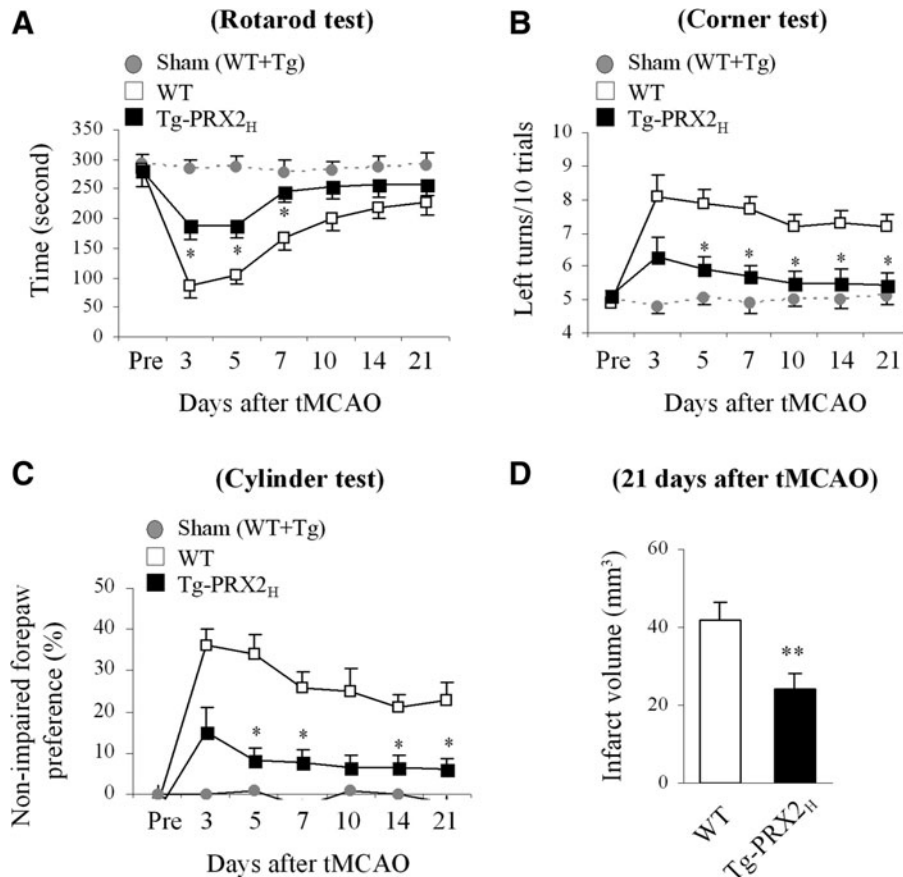 A
(Rotarod test)
Sham (WT+Tg)
WT
Tg-PRX2H
350
300
250
200
150
100
50
0
Time (second)
* * *
Pre 3 5 7 10 14 21
Days after tMCAO
B
(Corner test)
Sham (WT+Tg)
WT
Tg-PRX2H
10
9
8
7
6
5
4
Left turns/10 trials
* * * * *
Pre 3 5 7 10 14 21
Days after tMCAO
C
(Cylinder test)
Sham (WT+Tg)
WT
Tg-PRX2H
50
40
30
20
10
0
Non-impaired forepaw
preference (%)
* * * *
Pre 3 5 7 10 14 21
Days after tMCAO
D
(21 days after tMCAO)
60
40
20
0
Infarct volume (mm³)
**
WT
Tg-PRX2H